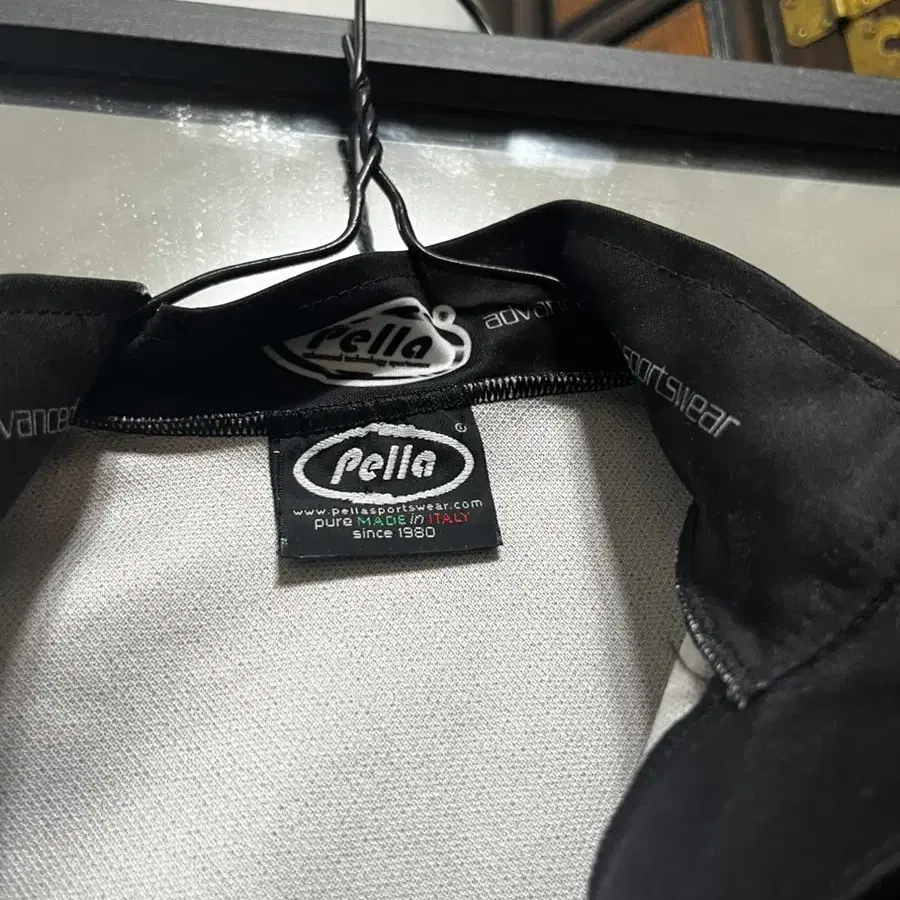 Pella
advanced technology sportswear
advanced
advanc
sportswear
Pella
www.pellasportswear.com
pure MADE in ITALY
since 1980